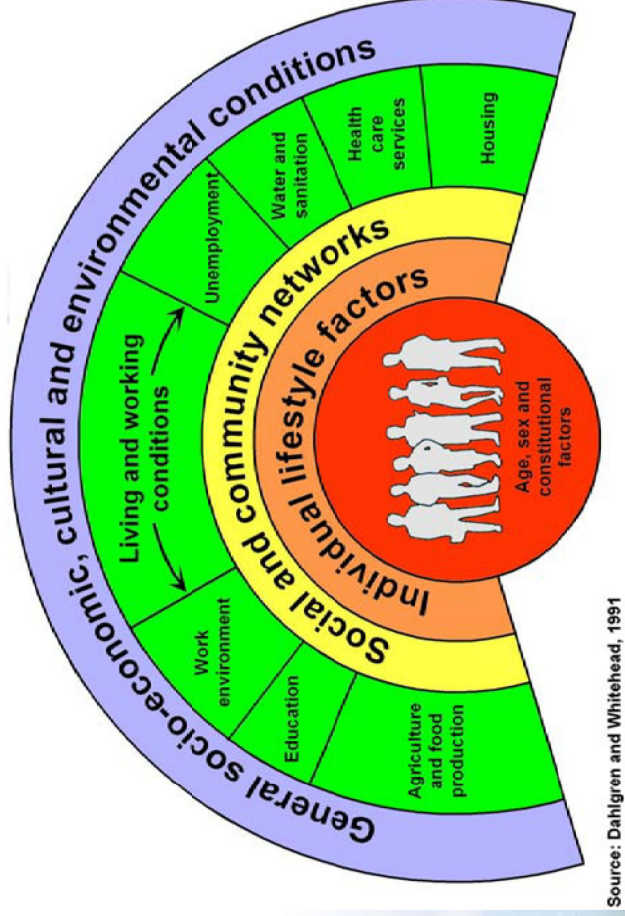 General socio-economic, cultural and environmental conditions
Living and working
conditions
Agriculture
and food
production
Education
Work
environment
Unemployment
Water and
sanitation
Health
care
services
Housing
Social and community networks
Individual lifestyle factors
Age, sex and
constitutional
factors
Source: Dahlgren and Whitehead, 1991